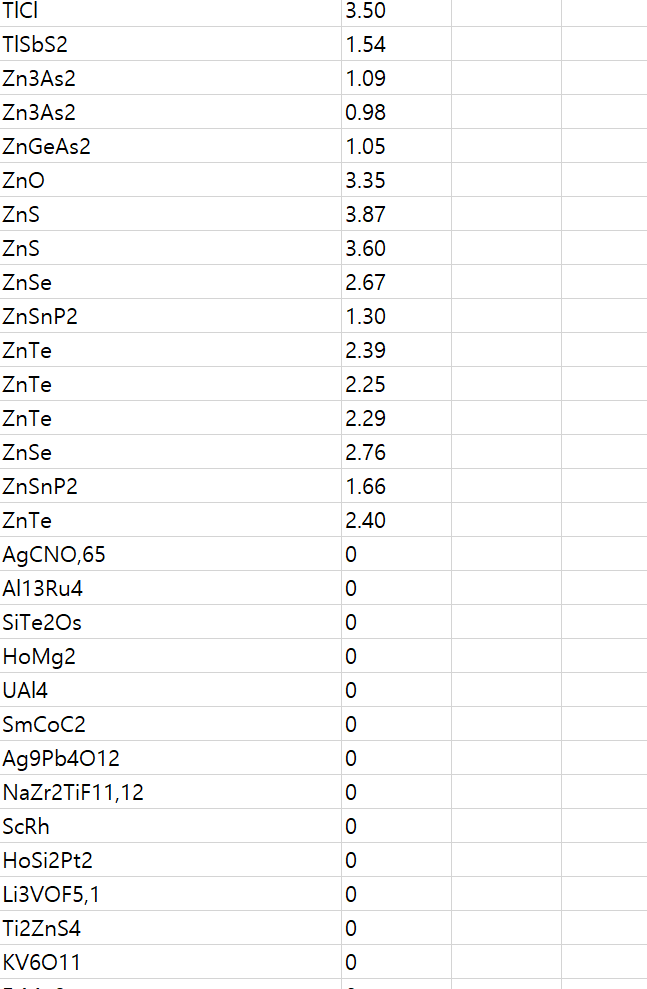 TlCl 3.50
TlSbS2 1.54
Zn3As2 1.09
Zn3As2 0.98
ZnGeAs2 1.05
ZnO 3.35
ZnS 3.87
ZnS 3.60
ZnSe 2.67
ZnSnP2 1.30
ZnTe 2.39
ZnTe 2.25
ZnTe 2.29
ZnSe 2.76
ZnSnP2 1.66
ZnTe 2.40
AgCNO,65 0
Al13Ru4 0
SiTe2Os 0
HoMg2 0
UAl4 0
SmCoC2 0
Ag9Pb4O12 0
NaZr2TiF11,12 0
ScRh 0
HoSi2Pt2 0
Li3VOF5,1 0
Ti2ZnS4 0
KV6O11 0